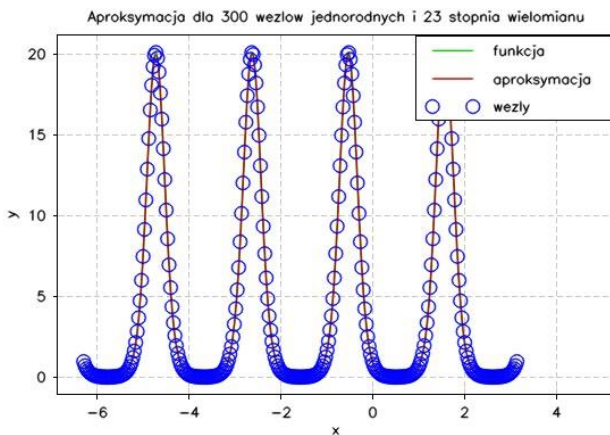 Aproksymacja dla 300 wezlow jednorodnych i 23 stopnia wielomianu
20
15
10
5
0
y
−6
−4
−2
0
2
4
x
funkcja
aproksymacja
wezly